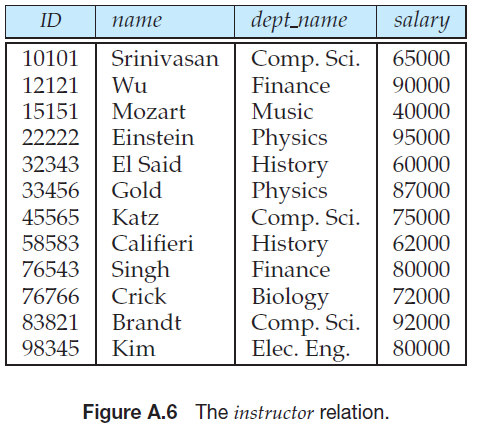 ID name dept_name salary
10101 Srinivasan Comp. Sci. 65000
12121 Wu Finance 90000
15151 Mozart Music 40000
22222 Einstein Physics 95000
32343 El Said History 60000
33456 Gold Physics 87000
45565 Katz Comp. Sci. 75000
58583 Califieri History 62000
76543 Singh Finance 80000
76766 Crick Biology 72000
83821 Brandt Comp. Sci. 92000
98345 Kim Elec. Eng. 80000
Figure A.6 The instructor relation.